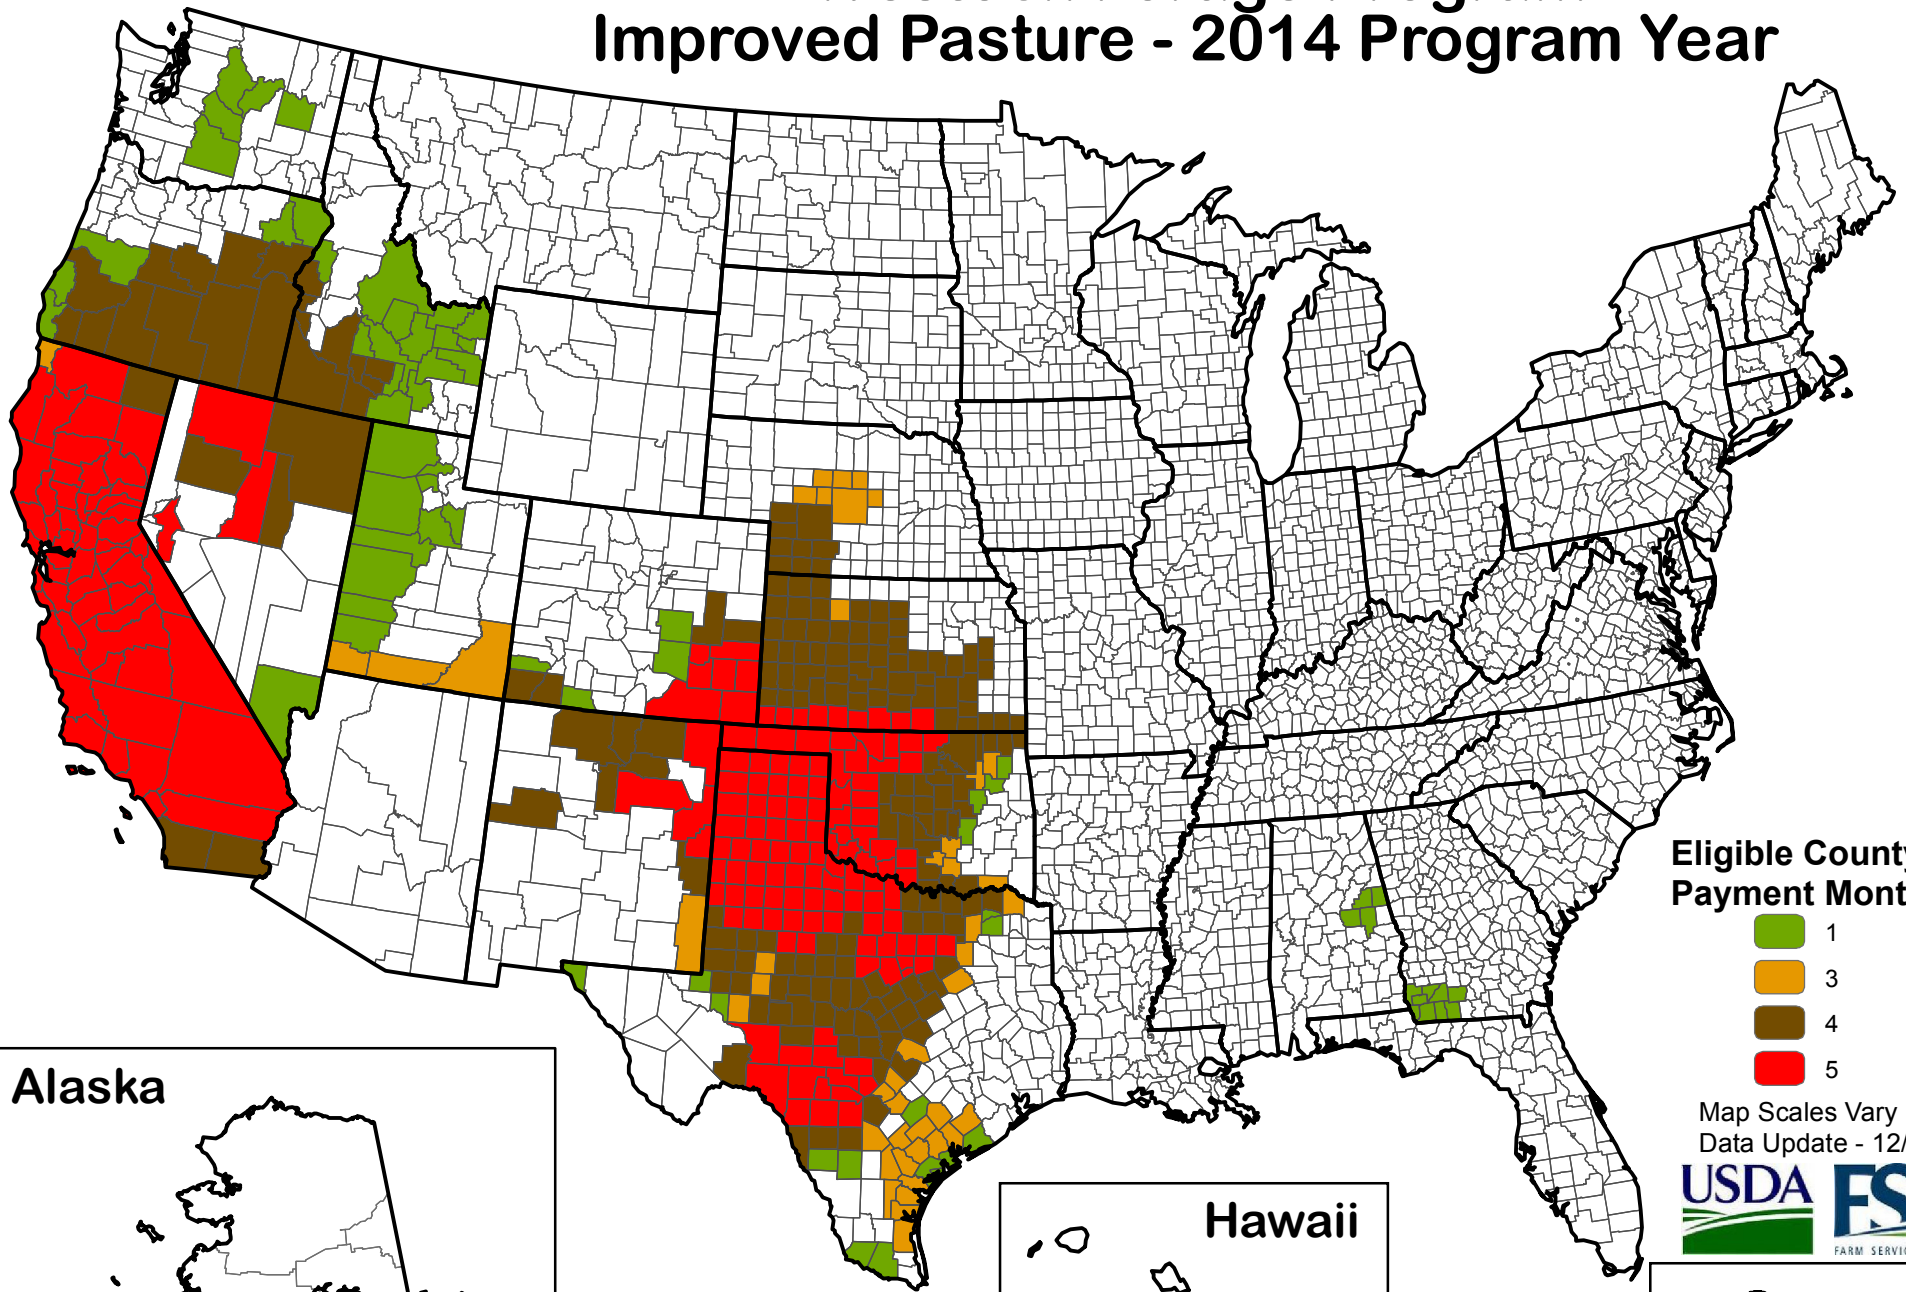 Improved Pasture - 2014 Program Year
Eligible County
Payment Mont
1
3
4
5
Map Scales Vary
Data Update - 12/
USDA
FS
FARM SERVIC
Alaska
Hawaii